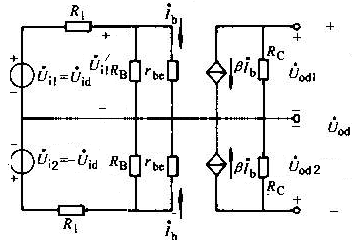 R₁ + İb + +
U̇i1=U̇id U̇′i1 RB rbe βİb RC U̇od1
− − − U̇od
+ U̇i2=−U̇id RB rbe βİb RC U̇od2
R₁ İb + −